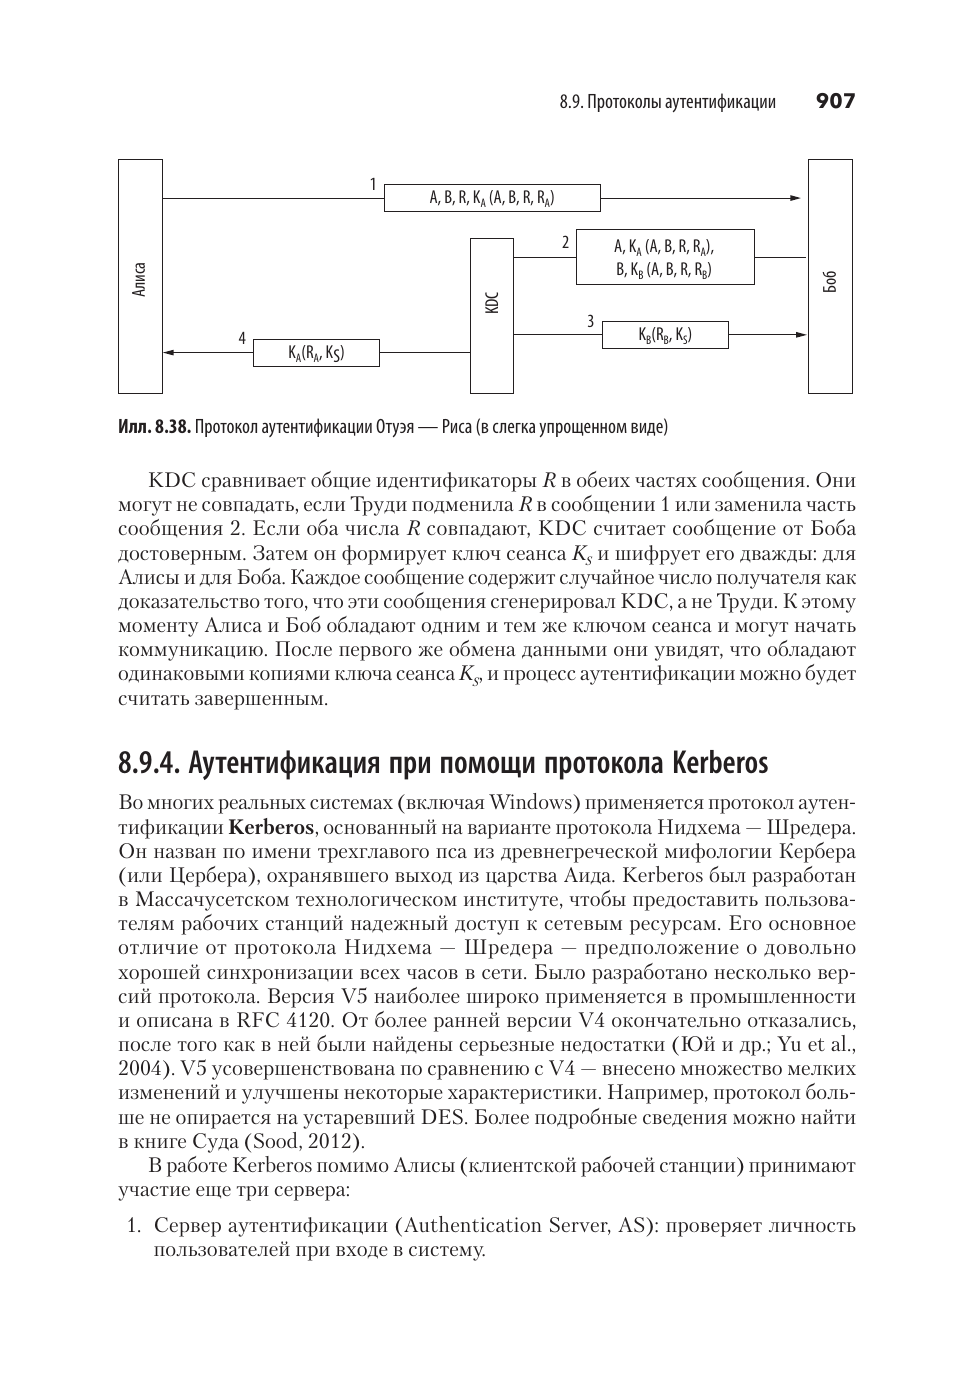 8.9. Протоколы аутентификации 907
1
A, B, R, K_A (A, B, R, R_A)
2
A, K_A (A, B, R, R_A),
B, K_B (A, B, R, R_B)
Алиса
KDC
Боб
3
K_B(R_B, K_S)
4
K_A(R_A, K_S)
Илл. 8.38. Протокол аутентификации Отуэя — Риса (в слегка упрощенном виде)
KDC сравнивает общие идентификаторы R в обеих частях сообщения. Они
могут не совпадать, если Труди подменила R в сообщении 1 или заменила часть
сообщения 2. Если оба числа R совпадают, KDC считает сообщение от Боба
достоверным. Затем он формирует ключ сеанса K_s и шифрует его дважды: для
Алисы и для Боба. Каждое сообщение содержит случайное число получателя как
доказательство того, что эти сообщения сгенерировал KDC, а не Труди. К этому
моменту Алиса и Боб обладают одним и тем же ключом сеанса и могут начать
коммуникацию. После первого же обмена данными они увидят, что обладают
одинаковыми копиями ключа сеанса K_s, и процесс аутентификации можно будет
считать завершенным.
8.9.4. Аутентификация при помощи протокола Kerberos
Во многих реальных системах (включая Windows) применяется протокол аутен-
тификации Kerberos, основанный на варианте протокола Нидхема — Шредера.
Он назван по имени трехглавого пса из древнегреческой мифологии Кербера
(или Цербера), охранявшего выход из царства Аида. Kerberos был разработан
в Массачусетском технологическом институте, чтобы предоставить пользова-
телям рабочих станций надежный доступ к сетевым ресурсам. Его основное
отличие от протокола Нидхема — Шредера — предположение о довольно
хорошей синхронизации всех часов в сети. Было разработано несколько вер-
сий протокола. Версия V5 наиболее широко применяется в промышленности
и описана в RFC 4120. От более ранней версии V4 окончательно отказались,
после того как в ней были найдены серьезные недостатки (Юй и др.; Yu et al.,
2004). V5 усовершенствована по сравнению с V4 — внесено множество мелких
изменений и улучшены некоторые характеристики. Например, протокол боль-
ше не опирается на устаревший DES. Более подробные сведения можно найти
в книге Суда (Sood, 2012).
В работе Kerberos помимо Алисы (клиентской рабочей станции) принимают
участие еще три сервера:
1. Сервер аутентификации (Authentication Server, AS): проверяет личность
пользователей при входе в систему.